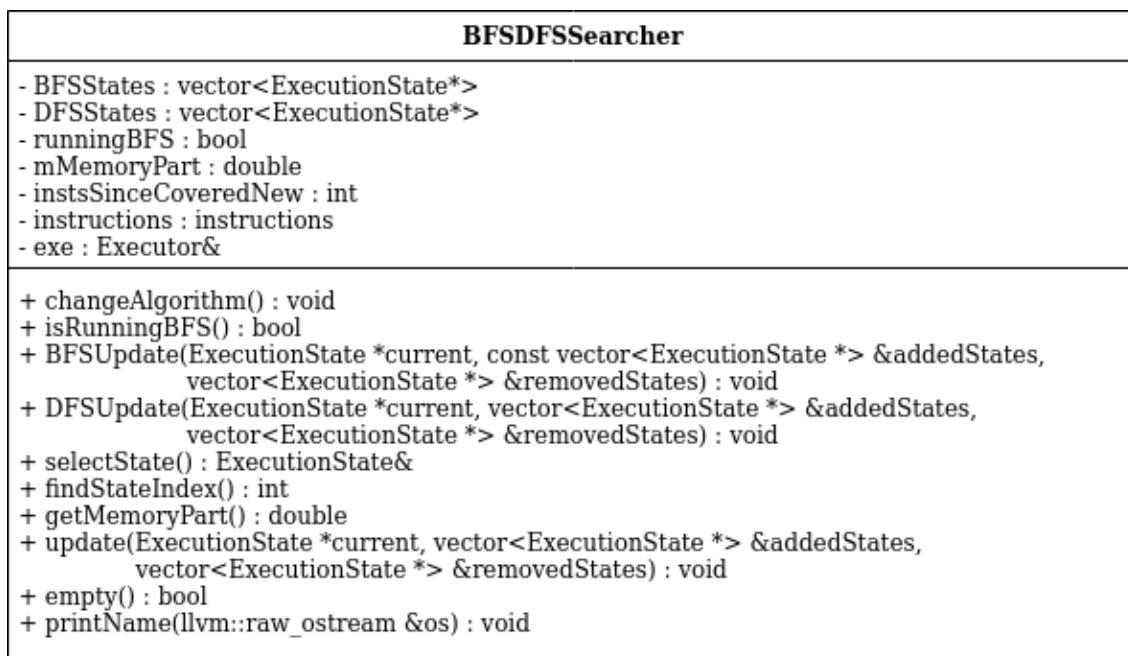 BFSDFSSearcher
- BFSStates : vector<ExecutionState*>
- DFSStates : vector<ExecutionState*>
- runningBFS : bool
- mMemoryPart : double
- instsSinceCoveredNew : int
- instructions : instructions
- exe : Executor&
+ changeAlgorithm() : void
+ isRunningBFS() : bool
+ BFSUpdate(ExecutionState *current, const vector<ExecutionState *> &addedStates,
vector<ExecutionState *> &removedStates) : void
+ DFSUpdate(ExecutionState *current, vector<ExecutionState *> &addedStates,
vector<ExecutionState *> &removedStates) : void
+ selectState() : ExecutionState&
+ findStateIndex() : int
+ getMemoryPart() : double
+ update(ExecutionState *current, vector<ExecutionState *> &addedStates,
vector<ExecutionState *> &removedStates) : void
+ empty() : bool
+ printName(llvm::raw_ostream &os) : void